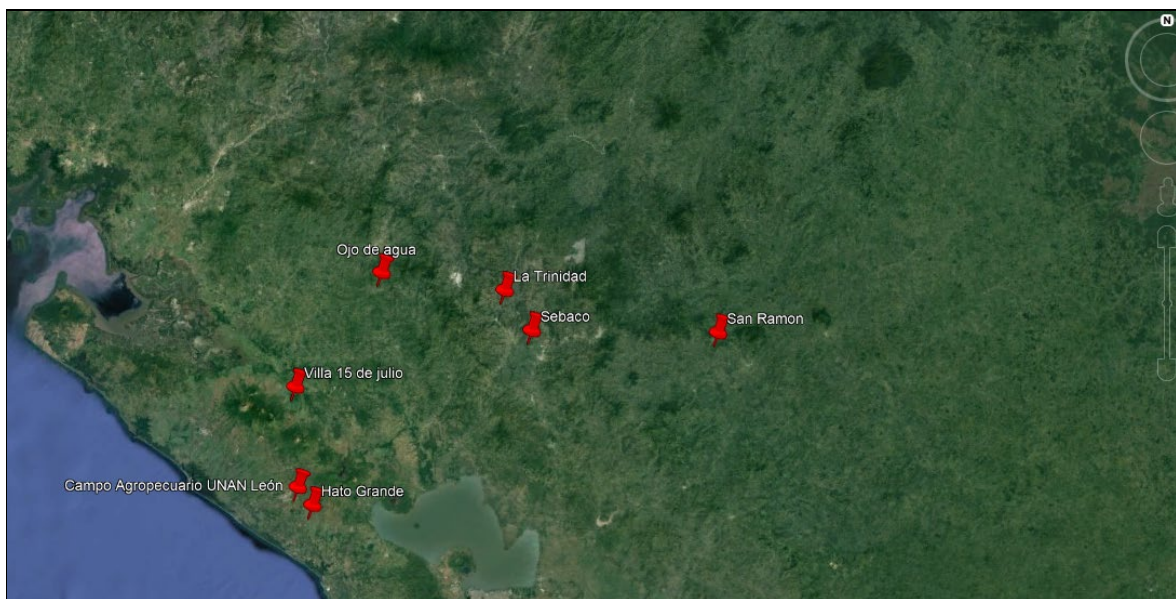 N
Ojo de agua
La Trinidad
Sebaco
San Ramon
Villa 15 de julio
Campo Agropecuario UNAN León
Hato Grande